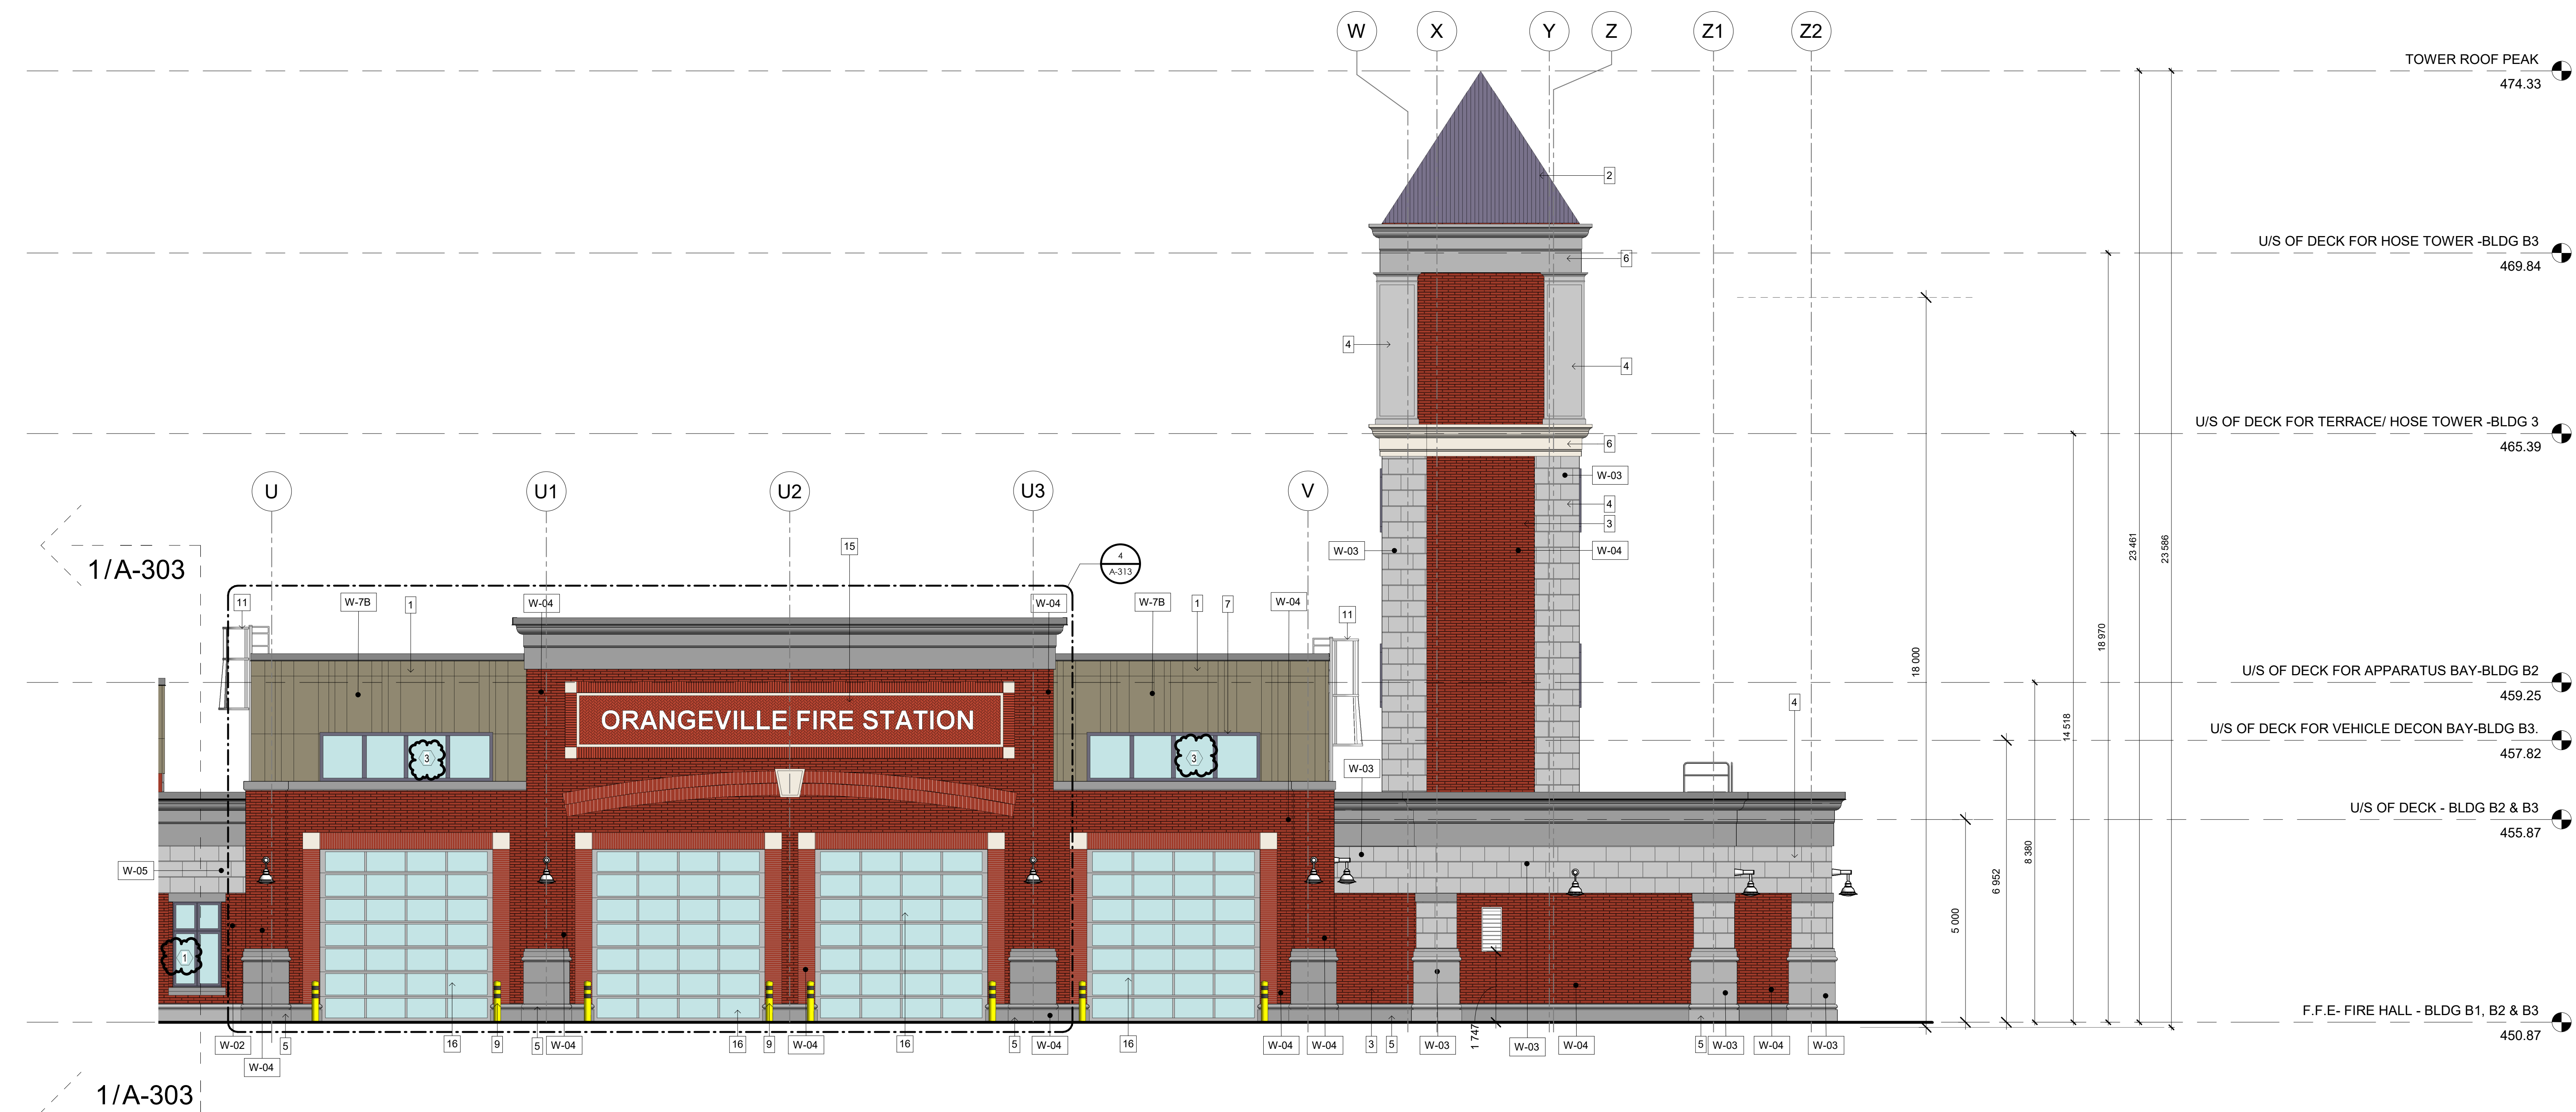 W X Y Z Z1 Z2
TOWER ROOF PEAK
474.33
2
U/S OF DECK FOR HOSE TOWER -BLDG B3
469.84
6
4
4
U/S OF DECK FOR TERRACE/ HOSE TOWER -BLDG 3
465.39
6
W-03
4
3
W-03
W-04
U U1 U2 U3 V
1/A-303
15
4
A-313
23 461
23 586
18 970
18 000
14 518
8 380
6 952
5 000
1 747
11
W-7B
1
W-04
W-04
W-7B
1
7
W-04
11
U/S OF DECK FOR APPARATUS BAY-BLDG B2
459.25
4
ORANGEVILLE FIRE STATION
U/S OF DECK FOR VEHICLE DECON BAY-BLDG B3.
457.82
3
3
W-03
U/S OF DECK - BLDG B2 & B3
455.87
W-05
1
F.F.E- FIRE HALL - BLDG B1, B2 & B3
450.87
W-02
W-04
5
16
9
5
W-04
16
9
W-04
16
5
W-04
16
W-04
W-04
3
5
W-03
W-03
W-04
5
W-03
W-04
W-03
1/A-303